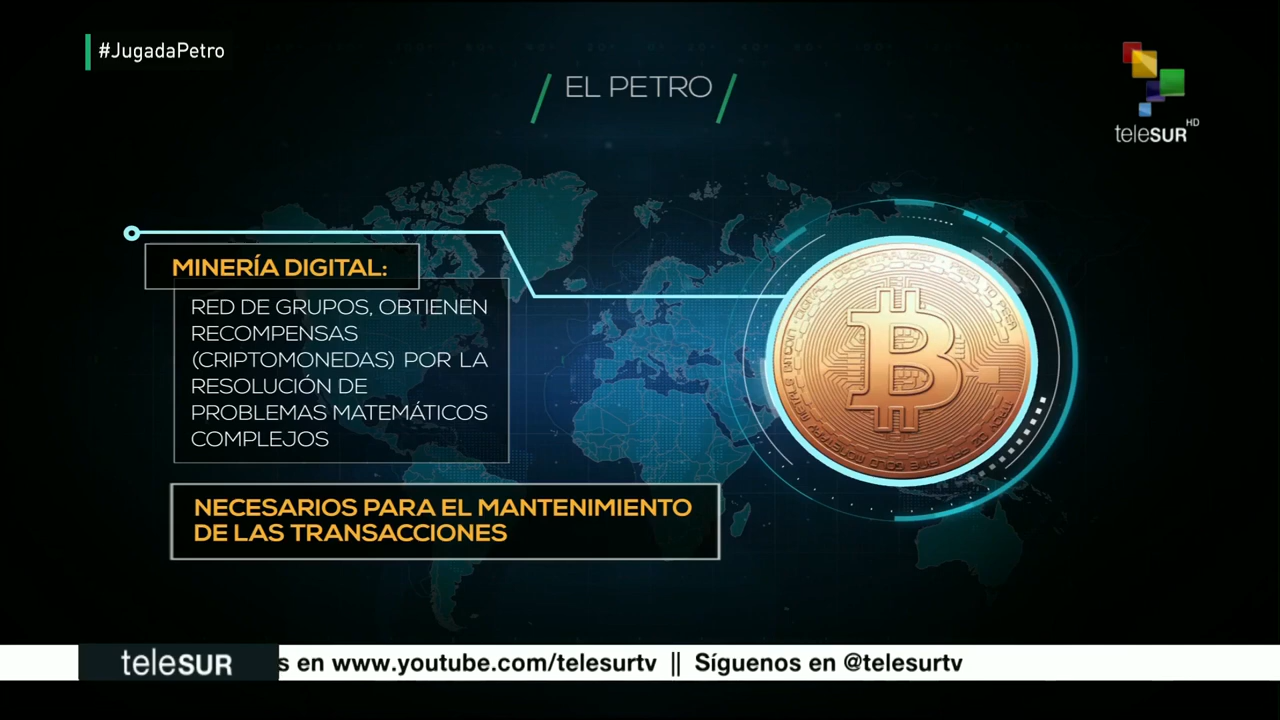 #JugadaPetro
EL PETRO
teleSUR HD
MINERÍA DIGITAL:
RED DE GRUPOS, OBTIENEN
RECOMPENSAS
(CRIPTOMONEDAS) POR LA
RESOLUCIÓN DE
PROBLEMAS MATEMÁTICOS
COMPLEJOS
NECESARIOS PARA EL MANTENIMIENTO
DE LAS TRANSACCIONES
teleSUR
s en www.youtube.com/telesurtv || Síguenos en @telesurtv